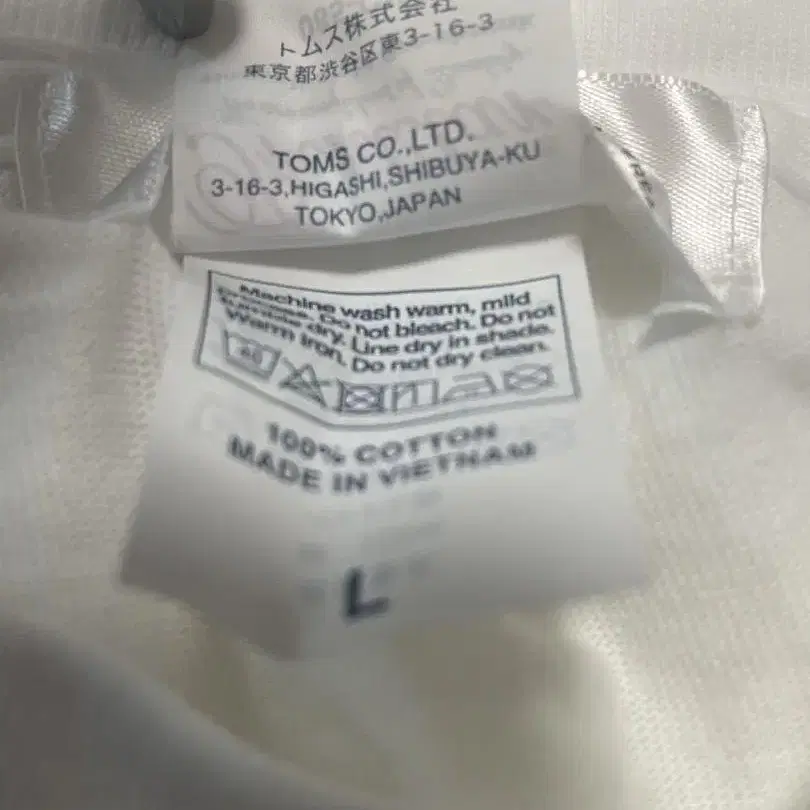 トムス株式会社
東京都渋谷区東3-16-3
TOMS CO.,LTD.
3-16-3,HIGASHI,SHIBUYA-KU
TOKYO,JAPAN
Machine wash warm, mild
process. Do not bleach. Do not
tumble dry. Line dry in shade.
Warm iron. Do not dry clean.
100% COTTON
MADE IN VIETNAM
L